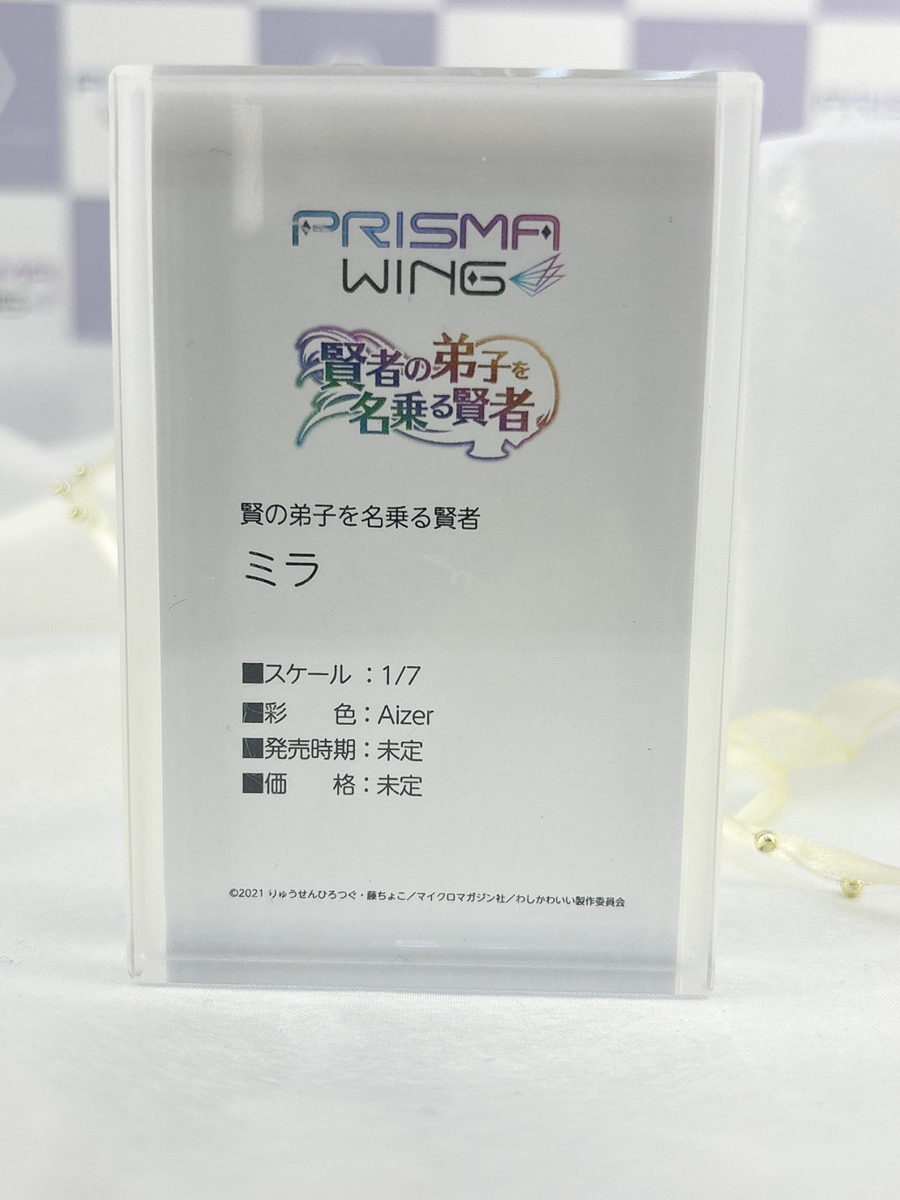 PRISMA
WING
賢者の弟子を
名乗る賢者
賢の弟子を名乗る賢者
ミラ
■スケール：1/7
■彩　　色：Aizer
■発売時期：未定
■価　　格：未定
©2021 りゅうせんひろつぐ・藤ちょこ／マイクロマガジン社／わしかわいい製作委員会